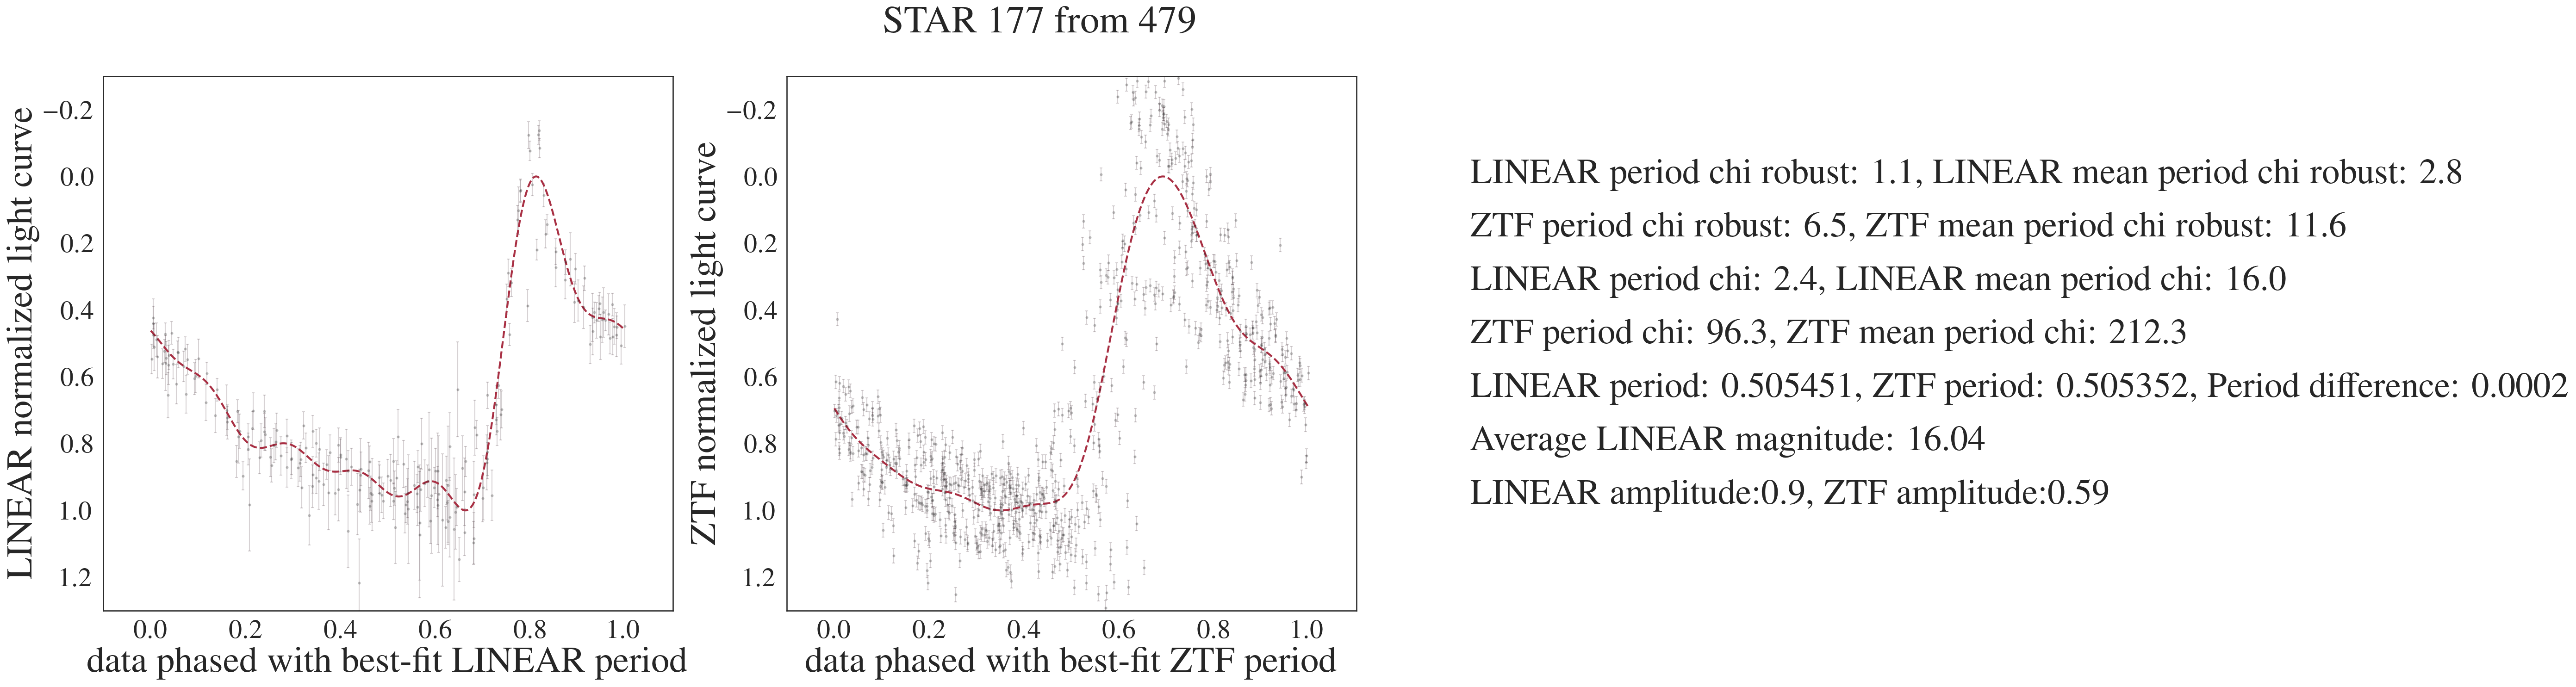 STAR 177 from 479
LINEAR normalized light curve
−0.2
0.0
0.2
0.4
0.6
0.8
1.0
1.2
0.0 0.2 0.4 0.6 0.8 1.0
data phased with best-fit LINEAR period
ZTF normalized light curve
−0.2
0.0
0.2
0.4
0.6
0.8
1.0
1.2
0.0 0.2 0.4 0.6 0.8 1.0
data phased with best-fit ZTF period
LINEAR period chi robust: 1.1, LINEAR mean period chi robust: 2.8
ZTF period chi robust: 6.5, ZTF mean period chi robust: 11.6
LINEAR period chi: 2.4, LINEAR mean period chi: 16.0
ZTF period chi: 96.3, ZTF mean period chi: 212.3
LINEAR period: 0.505451, ZTF period: 0.505352, Period difference: 0.0002
Average LINEAR magnitude: 16.04
LINEAR amplitude:0.9, ZTF amplitude:0.59